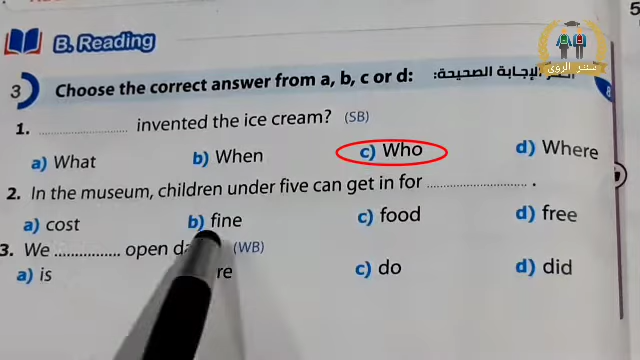 5
B. Reading
3 Choose the correct answer from a, b, c or d: الإجابة الصحيحة:
8
1. .................... invented the ice cream? (SB)
a) What b) When c) Who d) Where
2. In the museum, children under five can get in for .................... .
a) cost b) fine c) food d) free
3. We ................ open (WB)
a) is c) do d) did